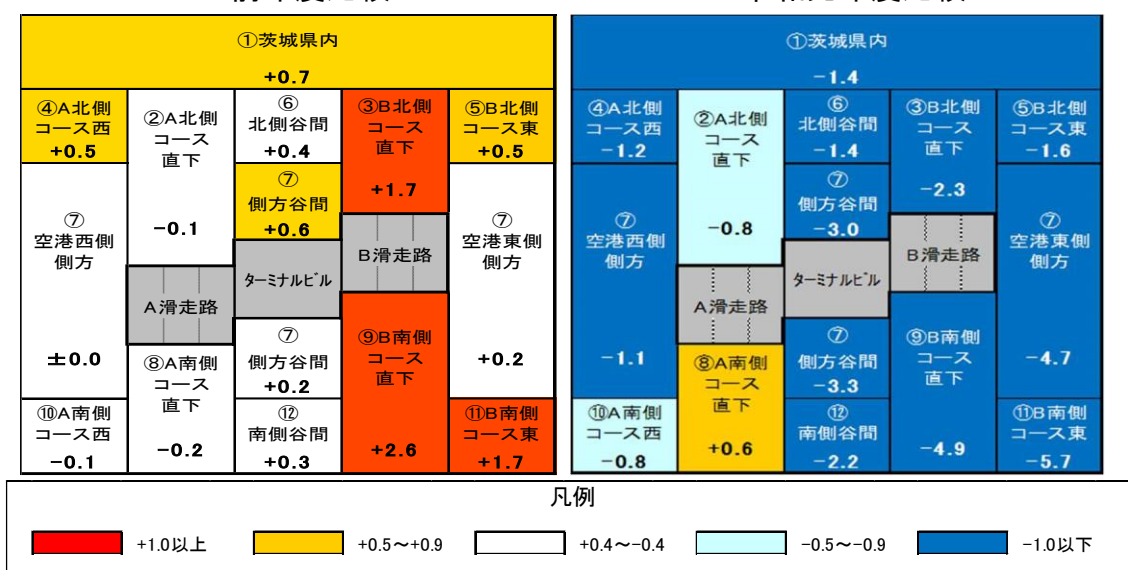 ①茨城県内
+0.7
④A北側
コース西
+0.5
②A北側
コース
直下
-0.1
⑥
北側谷間
+0.4
③B北側
コース
直下
+1.7
⑤B北側
コース東
+0.5
⑦
空港西側
側方
±0.0
⑦
側方谷間
+0.6
⑦
空港東側
側方
+0.2
A滑走路
ターミナルビル
B滑走路
⑧A南側
コース
直下
-0.2
⑦
側方谷間
+0.2
⑨B南側
コース
直下
+2.6
⑩A南側
コース西
-0.1
⑫
南側谷間
+0.3
⑪B南側
コース東
+1.7
①茨城県内
-1.4
④A北側
コース西
-1.2
②A北側
コース
直下
-0.8
⑥
北側谷間
-1.4
③B北側
コース
直下
-2.3
⑤B北側
コース東
-1.6
⑦
空港西側
側方
-1.1
⑦
側方谷間
-3.0
⑦
空港東側
側方
-4.7
A滑走路
ターミナルビル
B滑走路
⑧A南側
コース
直下
+0.6
⑦
側方谷間
-3.3
⑨B南側
コース
直下
-4.9
⑩A南側
コース西
-0.8
⑫
南側谷間
-2.2
⑪B南側
コース東
-5.7
凡例
+1.0以上
+0.5～+0.9
+0.4～-0.4
-0.5～-0.9
-1.0以下